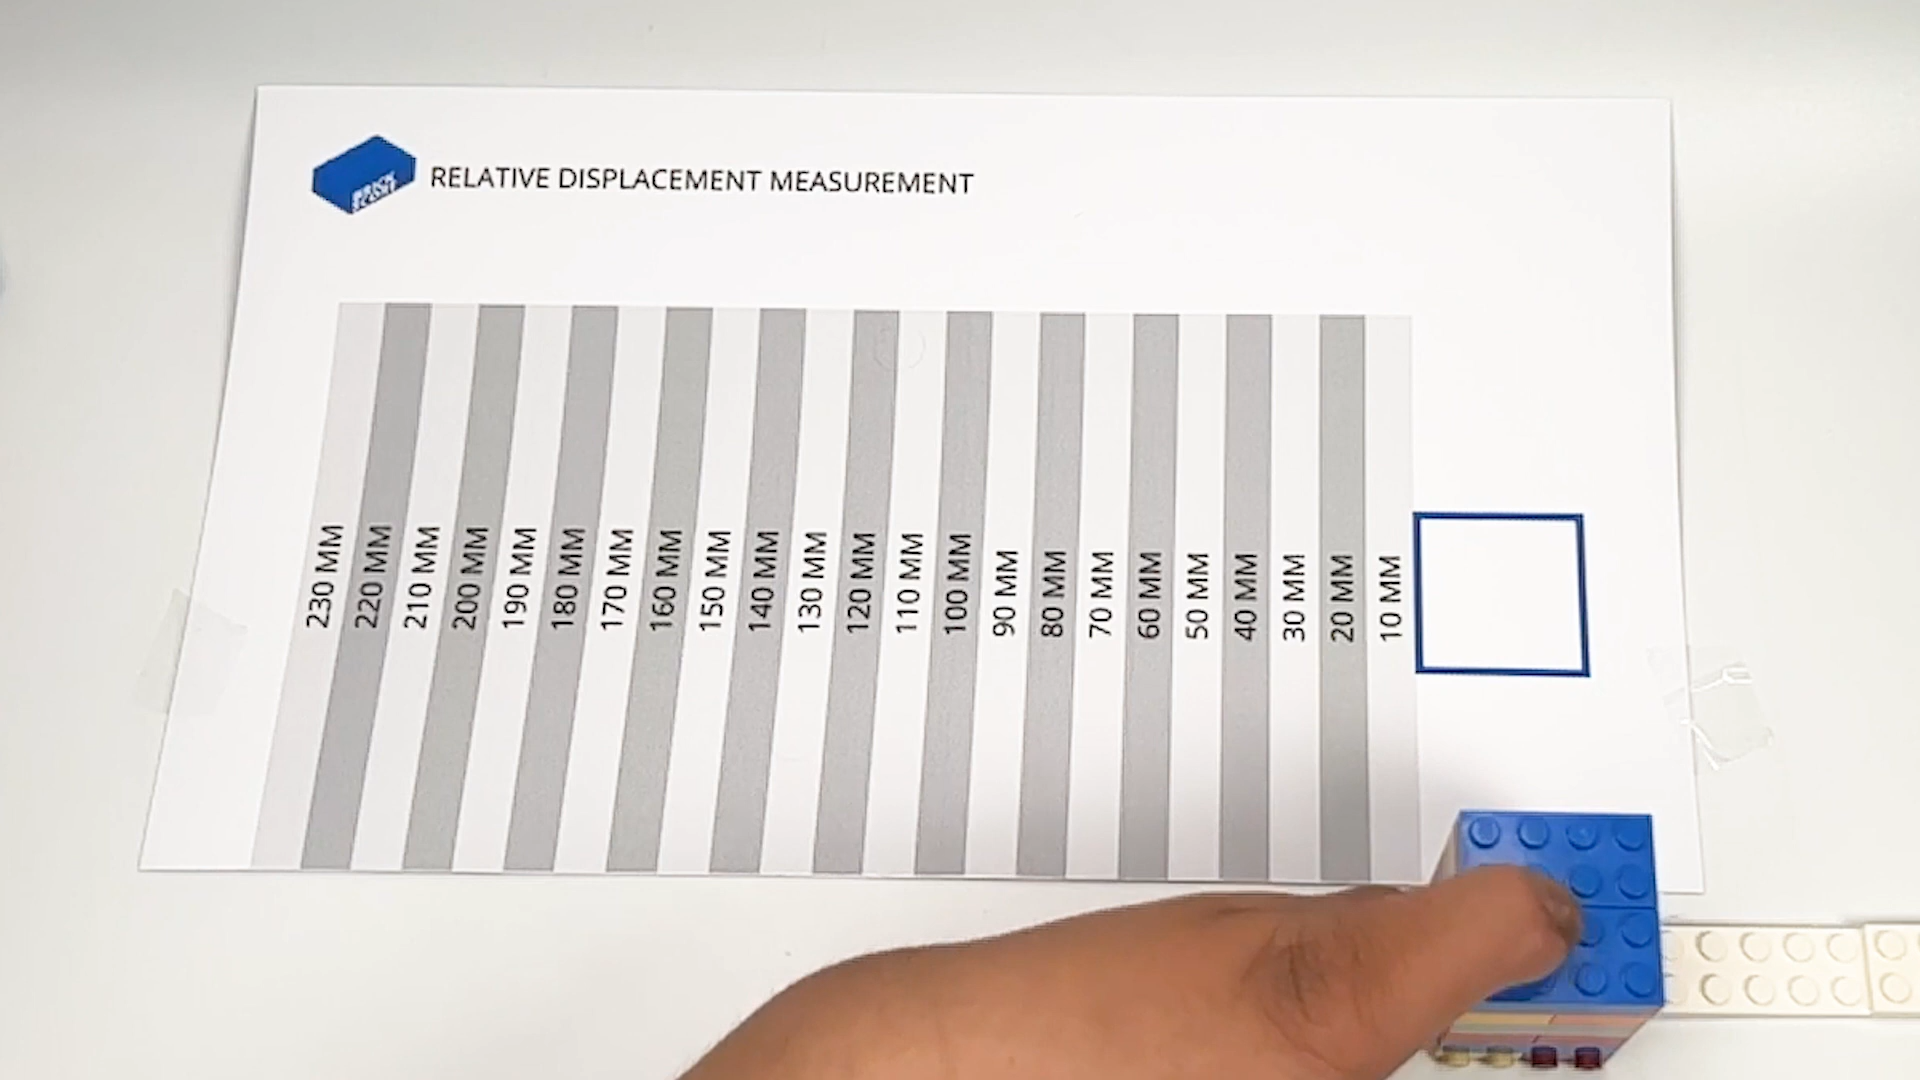 BRICK SCOUT
RELATIVE DISPLACEMENT MEASUREMENT
230 MM
220 MM
210 MM
200 MM
190 MM
180 MM
170 MM
160 MM
150 MM
140 MM
130 MM
120 MM
110 MM
100 MM
90 MM
80 MM
70 MM
60 MM
50 MM
40 MM
30 MM
20 MM
10 MM